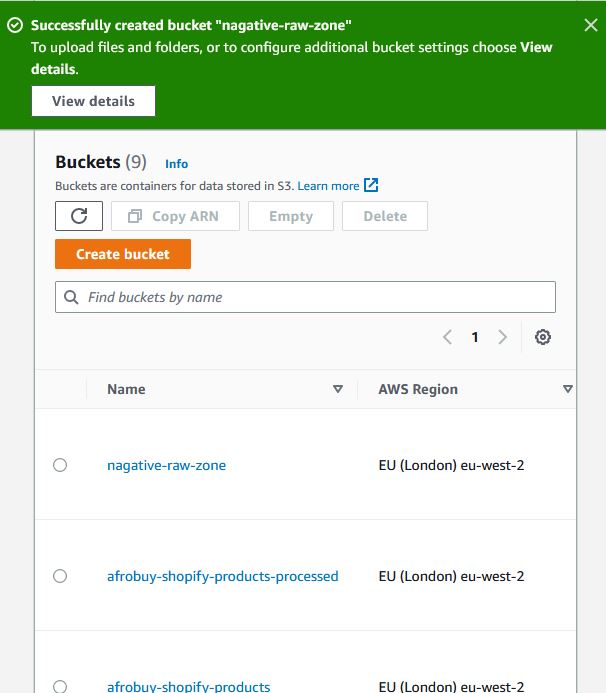 Successfully created bucket "nagative-raw-zone"
To upload files and folders, or to configure additional bucket settings choose View
details.
View details
Buckets (9) Info
Buckets are containers for data stored in S3. Learn more
Copy ARN Empty Delete
Create bucket
Find buckets by name
1
Name AWS Region
nagative-raw-zone EU (London) eu-west-2
afrobuy-shopify-products-processed EU (London) eu-west-2
afrobuy-shopify-products EU (London) eu-west-2